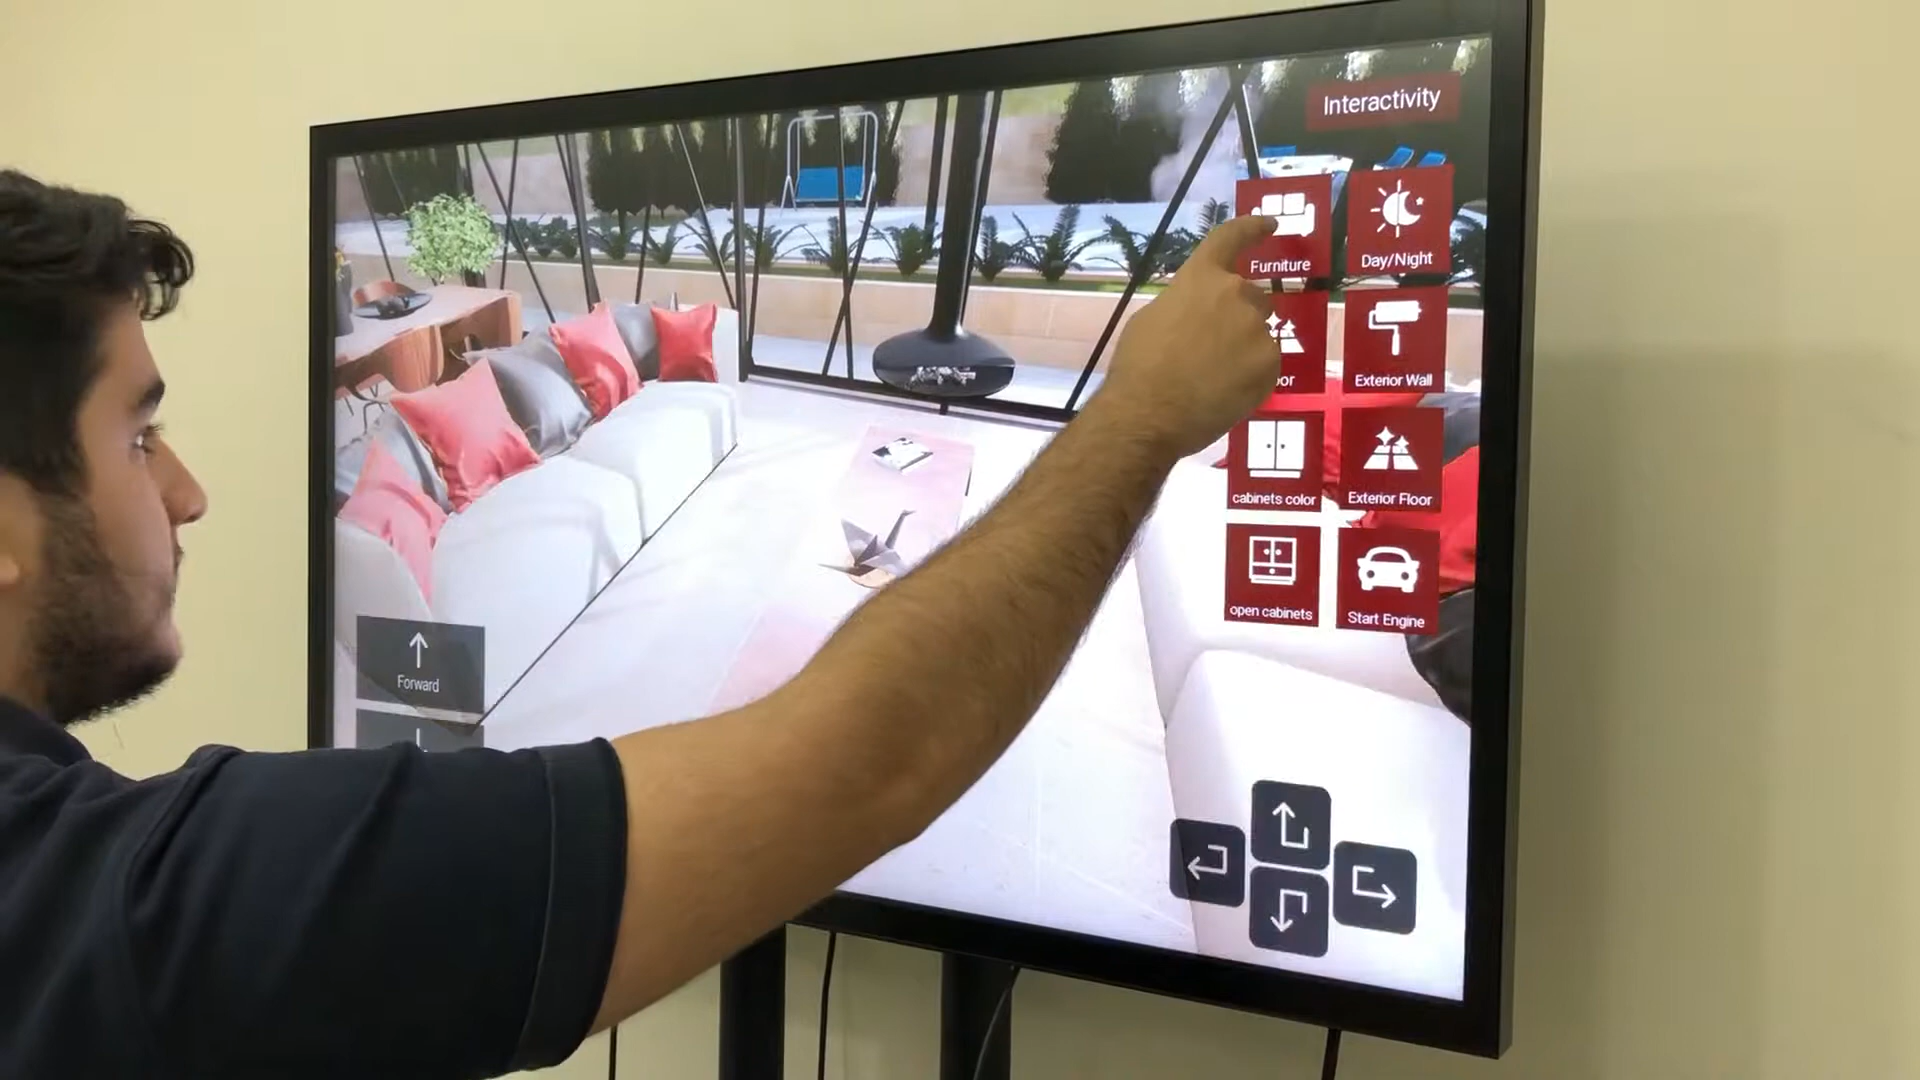 Interactivity
Furniture
Day/Night
Exterior Wall
cabinets color
Exterior Floor
open cabinets
Start Engine
Forward